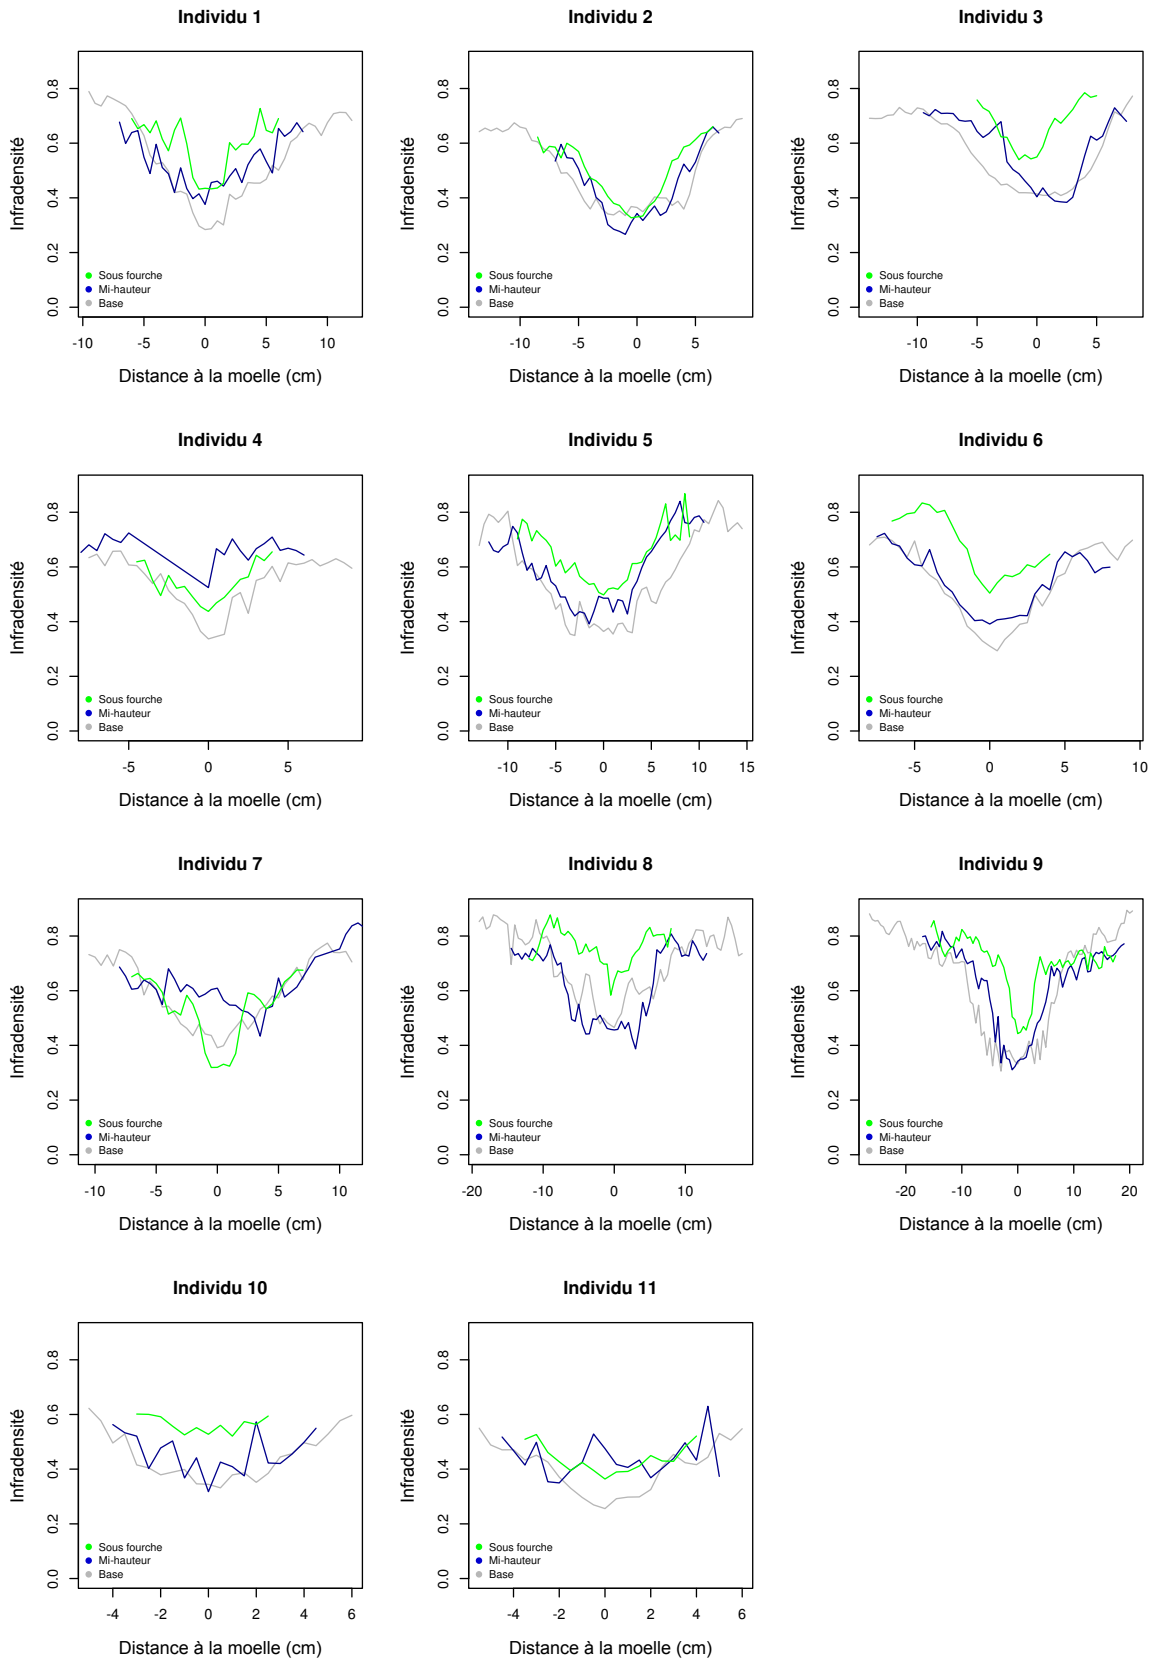 Individu 1
Infradensité
0.0 0.2 0.4 0.6 0.8
Sous fourche
Mi-hauteur
Base
-10 -5 0 5 10
Distance à la moelle (cm)
Individu 2
Infradensité
0.0 0.2 0.4 0.6 0.8
Sous fourche
Mi-hauteur
Base
-10 -5 0 5
Distance à la moelle (cm)
Individu 3
Infradensité
0.0 0.2 0.4 0.6 0.8
Sous fourche
Mi-hauteur
Base
-10 -5 0 5
Distance à la moelle (cm)
Individu 4
Infradensité
0.0 0.2 0.4 0.6 0.8
Sous fourche
Mi-hauteur
Base
-5 0 5
Distance à la moelle (cm)
Individu 5
Infradensité
0.0 0.2 0.4 0.6 0.8
Sous fourche
Mi-hauteur
Base
-10 -5 0 5 10 15
Distance à la moelle (cm)
Individu 6
Infradensité
0.0 0.2 0.4 0.6 0.8
Sous fourche
Mi-hauteur
Base
-5 0 5 10
Distance à la moelle (cm)
Individu 7
Infradensité
0.0 0.2 0.4 0.6 0.8
Sous fourche
Mi-hauteur
Base
-10 -5 0 5 10
Distance à la moelle (cm)
Individu 8
Infradensité
0.0 0.2 0.4 0.6 0.8
Sous fourche
Mi-hauteur
Base
-20 -10 0 10
Distance à la moelle (cm)
Individu 9
Infradensité
0.0 0.2 0.4 0.6 0.8
Sous fourche
Mi-hauteur
Base
-20 -10 0 10 20
Distance à la moelle (cm)
Individu 10
Infradensité
0.0 0.2 0.4 0.6 0.8
Sous fourche
Mi-hauteur
Base
-4 -2 0 2 4 6
Distance à la moelle (cm)
Individu 11
Infradensité
0.0 0.2 0.4 0.6 0.8
Sous fourche
Mi-hauteur
Base
-4 -2 0 2 4 6
Distance à la moelle (cm)